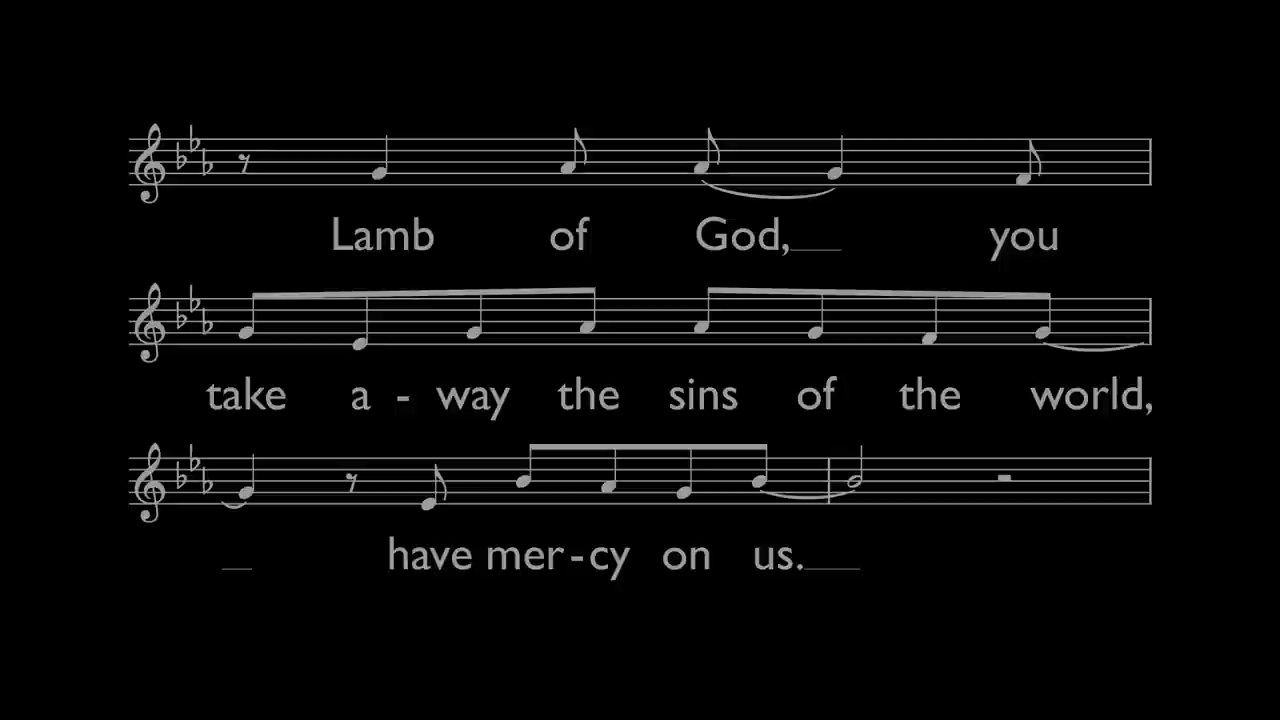 Lamb of God, you
take a - way the sins of the world,
have mer - cy on us.